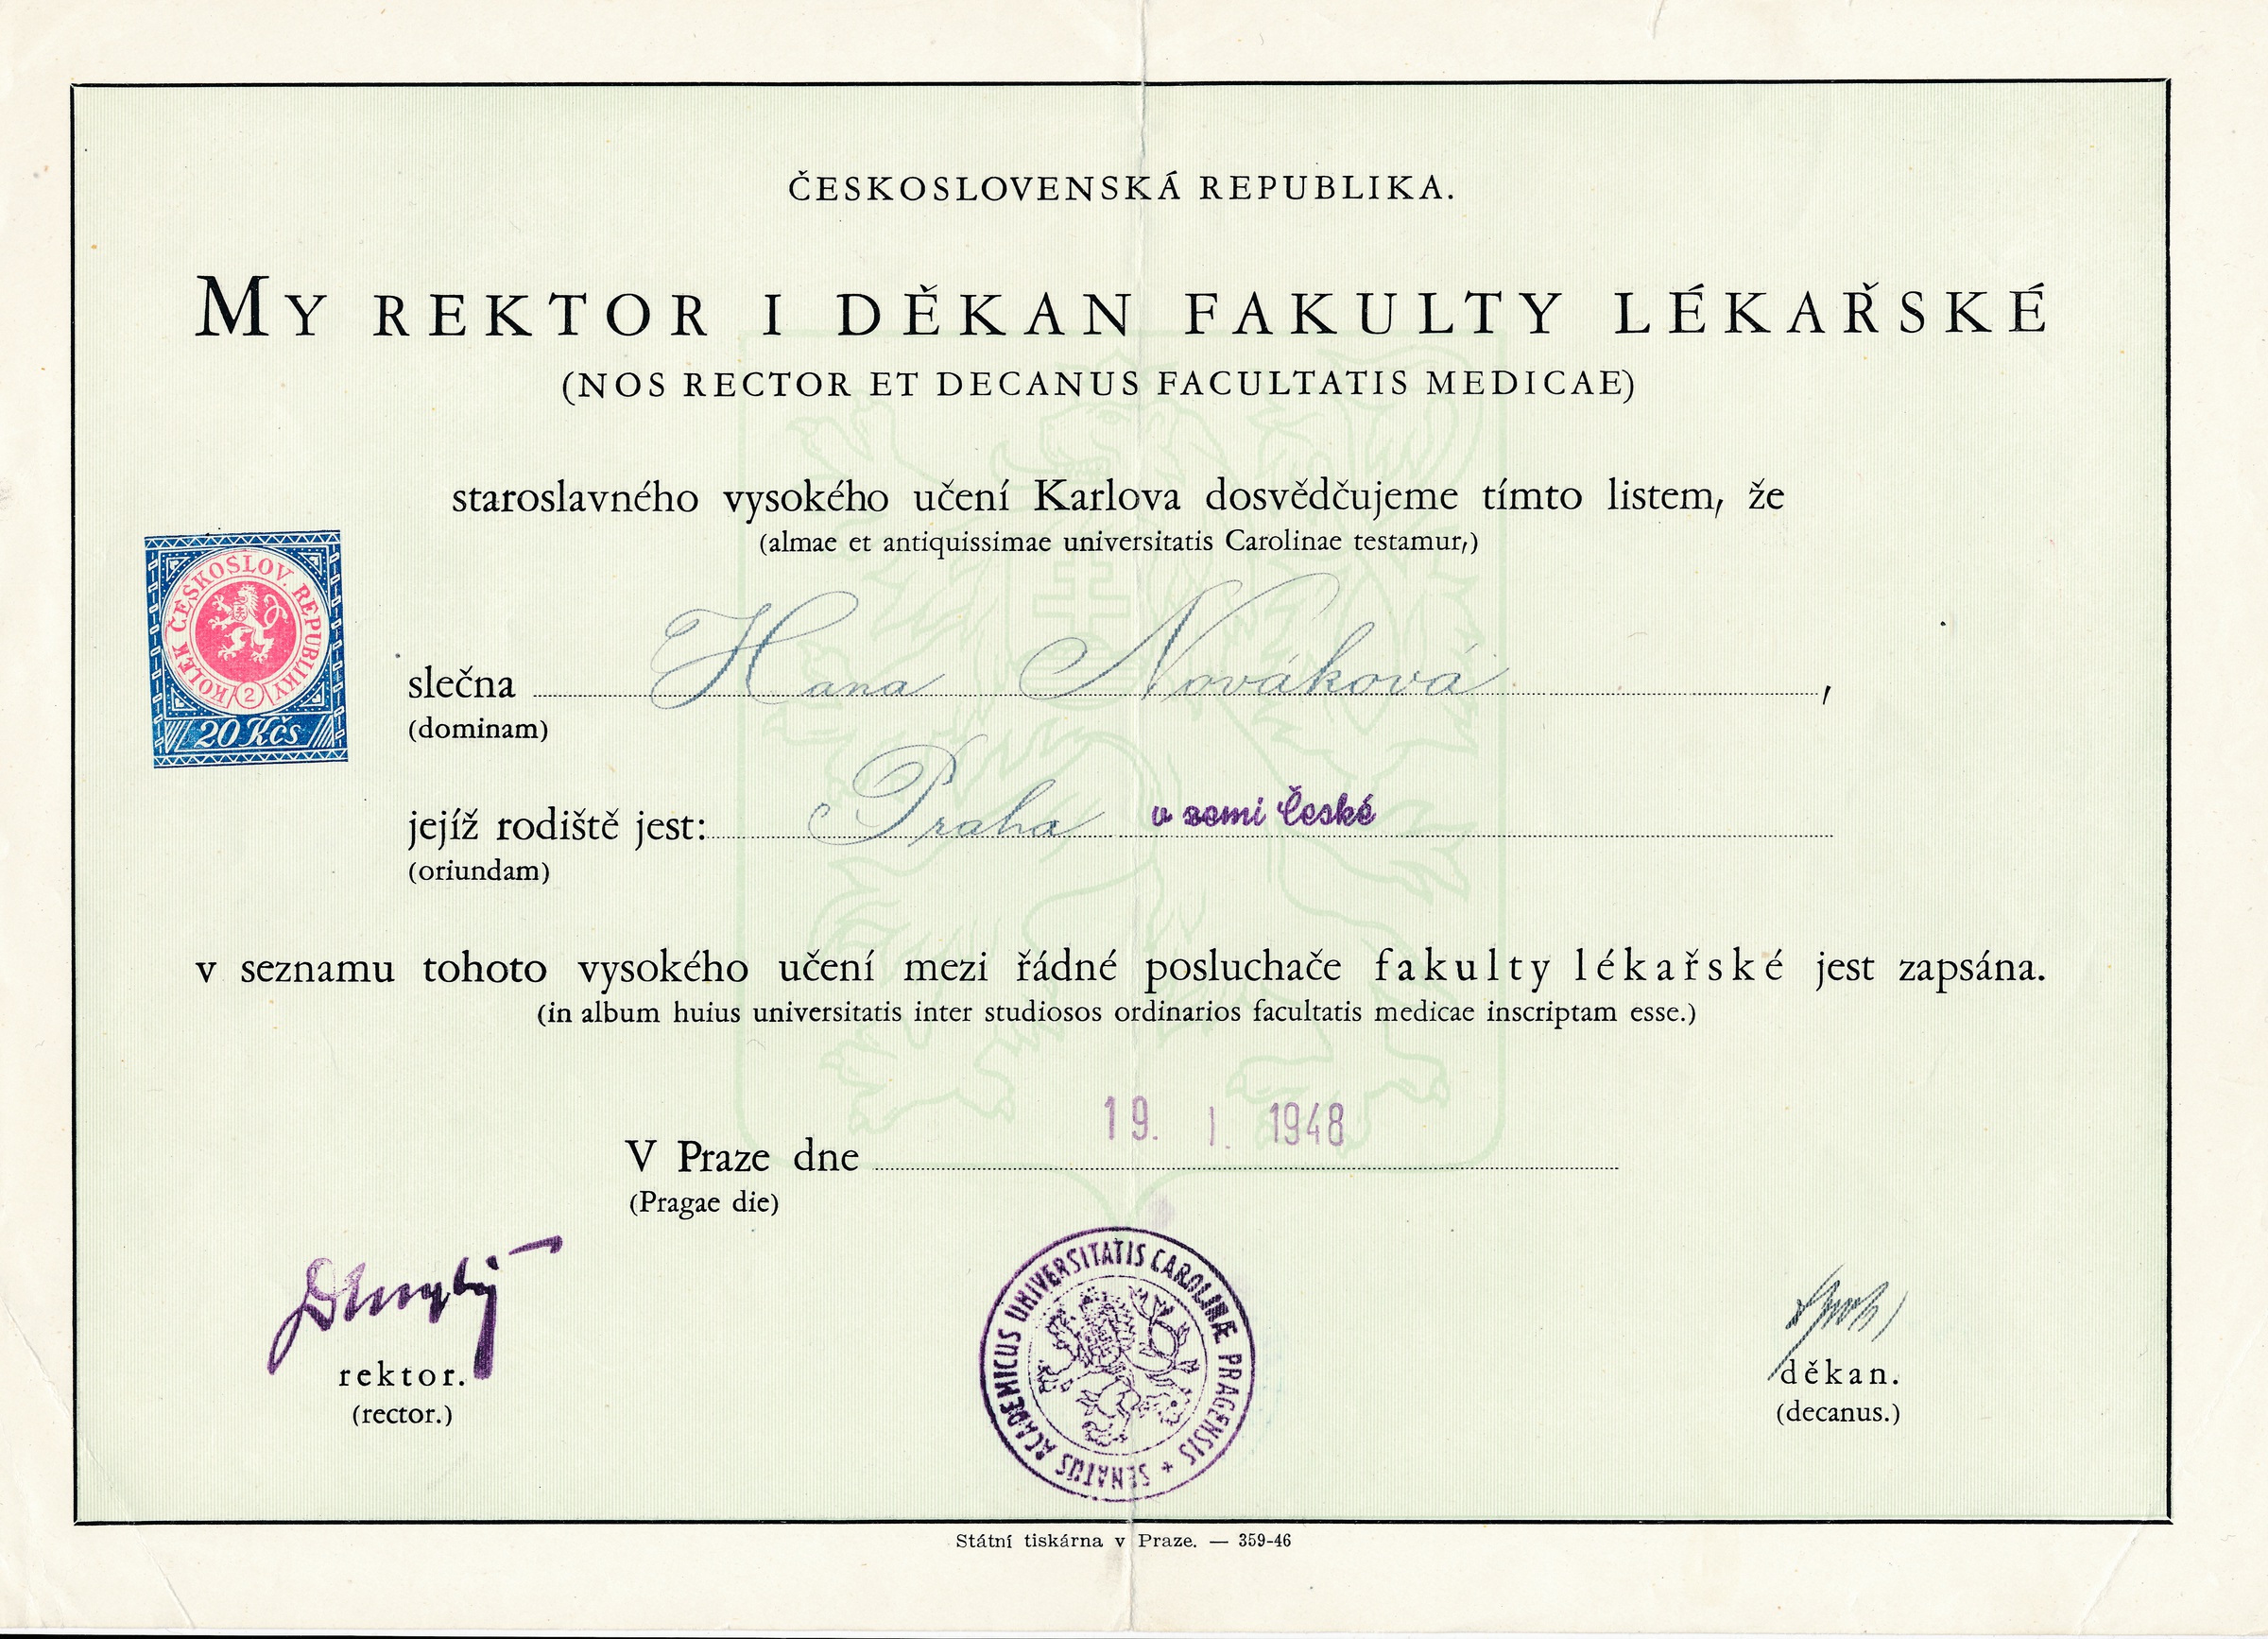 ČESKOSLOVENSKÁ REPUBLIKA.
MY REKTOR I DĚKAN FAKULTY LÉKAŘSKÉ
(NOS RECTOR ET DECANUS FACULTATIS MEDICAE)
staroslavného vysokého učení Karlova dosvědčujeme tímto listem, že
(almae et antiquissimae universitatis Carolinae testamur,)
KOLEK ČESKOSLOV. REPUBLIKY
2
20 Kčs
slečna Hana Nováková,
(dominam)
jejíž rodiště jest: Praha v zemi České
(oriundam)
v seznamu tohoto vysokého učení mezi řádné posluchače fakulty lékařské jest zapsána.
(in album huius universitatis inter studiosos ordinarios facultatis medicae inscriptam esse.)
V Praze dne 19. I. 1948
(Pragae die)
SENATUS ACADEMICUS UNIVERSITATIS CAROLINÆ PRAGENSIS
rektor.
(rector.)
děkan.
(decanus.)
Státní tiskárna v Praze. — 359-46